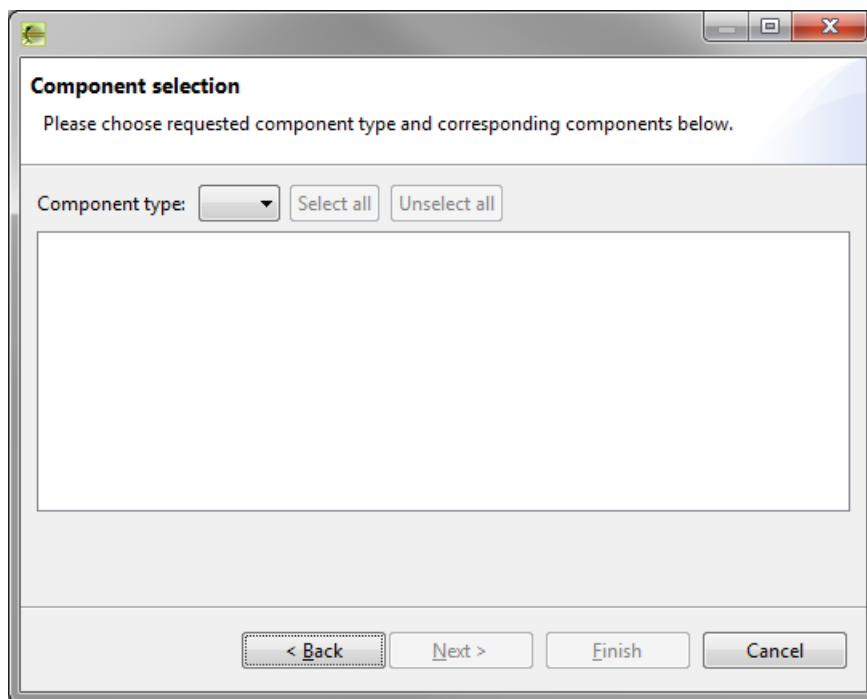 Component selection
Please choose requested component type and corresponding components below.
Component type: Select all Unselect all
< Back Next > Finish Cancel